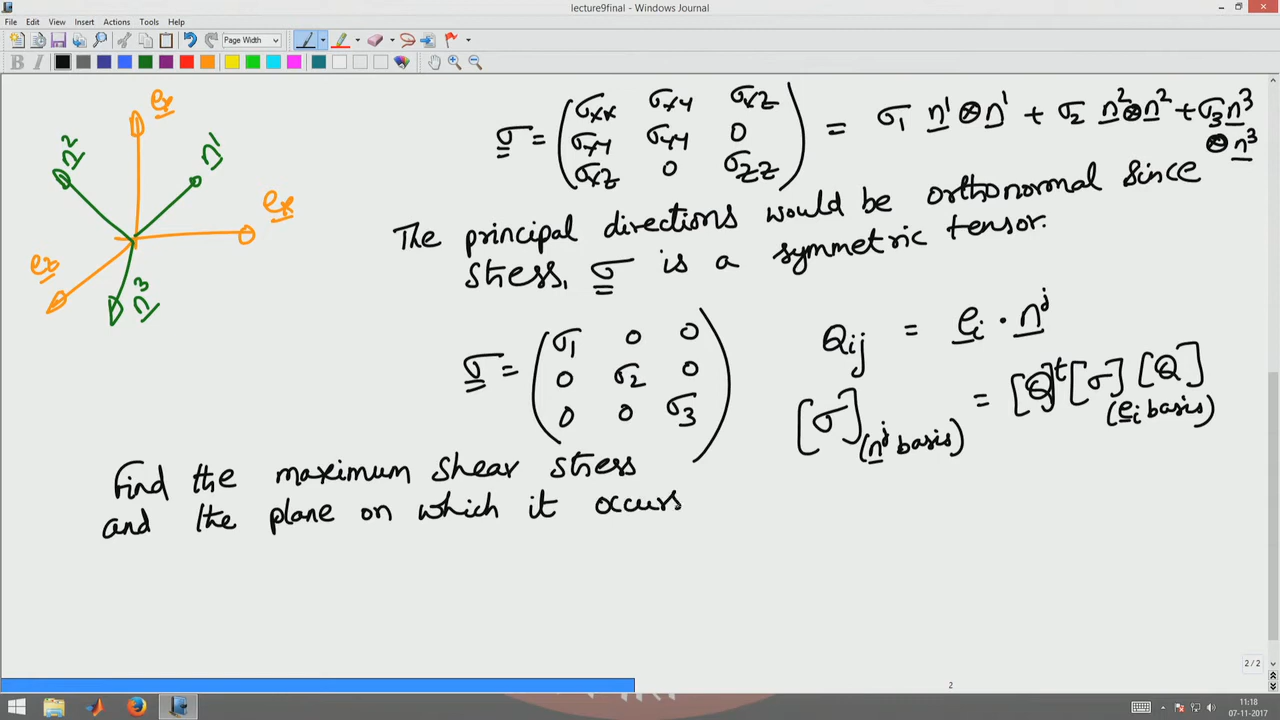 lecture9final - Windows Journal
File Edit View Insert Actions Tools Help
Page Width
B I
e_x
n^2
n^1
e_x
e_z
n^3
σ = ( σxx σxy σxz
σxy σyy 0
σxz 0 σzz ) = σ1 n^1 ⊗ n^1 + σ2 n^2 ⊗ n^2 + σ3 n^3
⊗ n^3
The principal directions would be orthonormal since
stress, σ is a symmetric tensor.
σ = ( σ1 0 0
0 σ2 0
0 0 σ3 )
Qij = e_i · n^j
[σ](n^j basis) = [Q]^t [σ] [Q]
(e_i basis)
Find the maximum shear stress
and the plane on which it occurs
2/2
2
11:18
07-11-2017